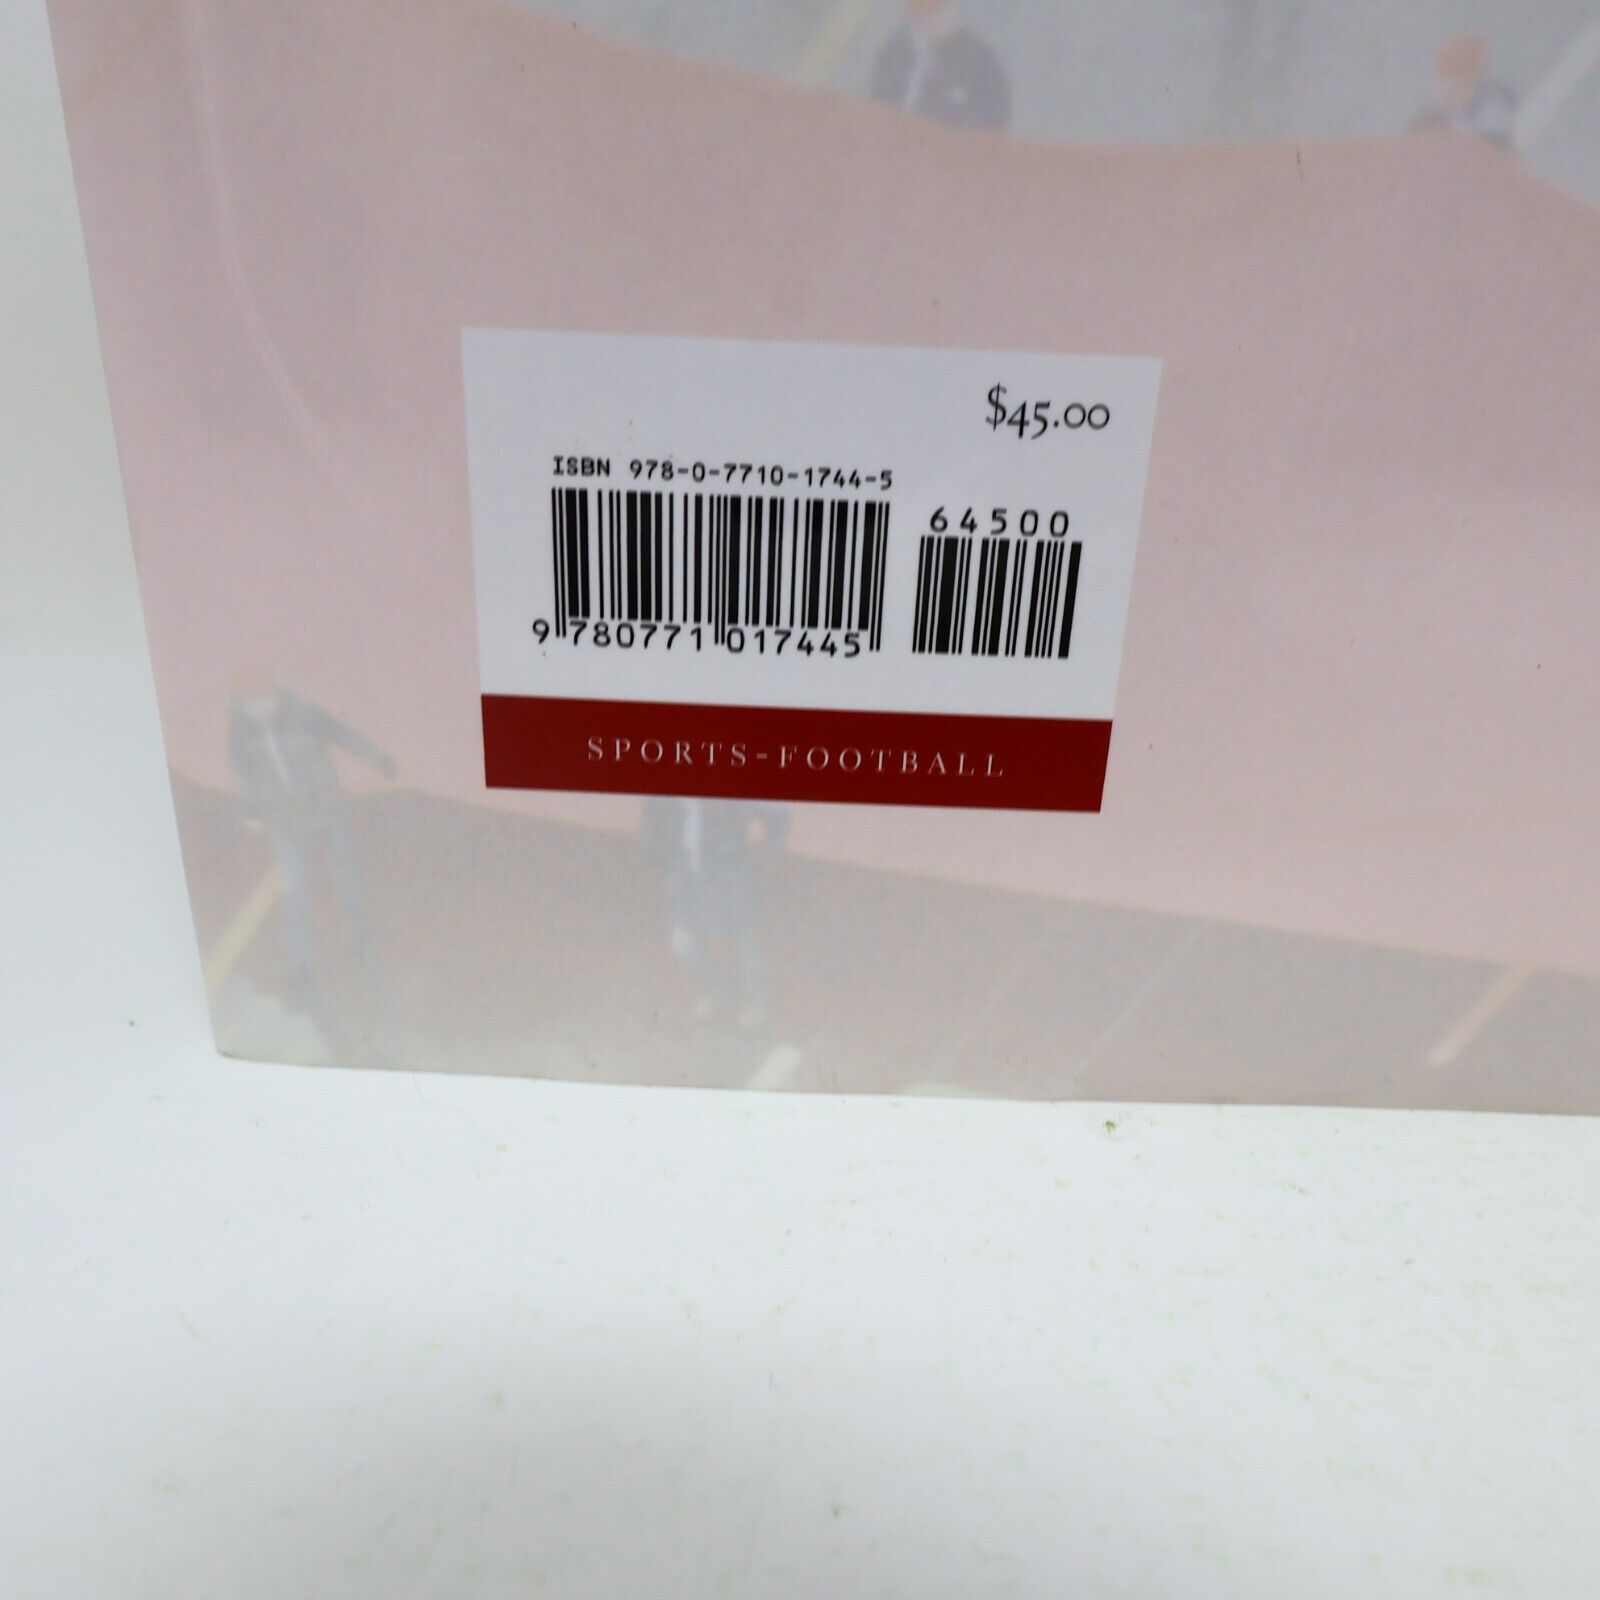 $45.00
ISBN 978-0-7710-1744-5
64500
9 780771 017445
SPORTS-FOOTBALL